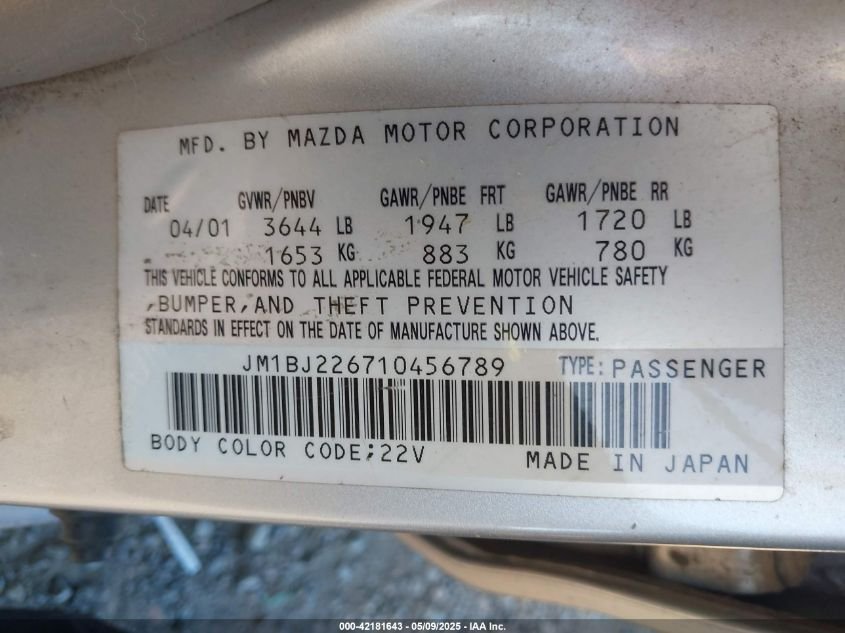 MFD. BY MAZDA MOTOR CORPORATION
DATE GVWR/PNBV GAWR/PNBE FRT GAWR/PNBE RR
04/01 3644 LB 1947 LB 1720 LB
1653 KG 883 KG 780 KG
THIS VEHICLE CONFORMS TO ALL APPLICABLE FEDERAL MOTOR VEHICLE SAFETY
,BUMPER,AND THEFT PREVENTION
STANDARDS IN EFFECT ON THE DATE OF MANUFACTURE SHOWN ABOVE.
JM1BJ226710456789 TYPE: PASSENGER
BODY COLOR CODE;22V
MADE IN JAPAN
000-42181643 - 05/09/2025 - IAA Inc.